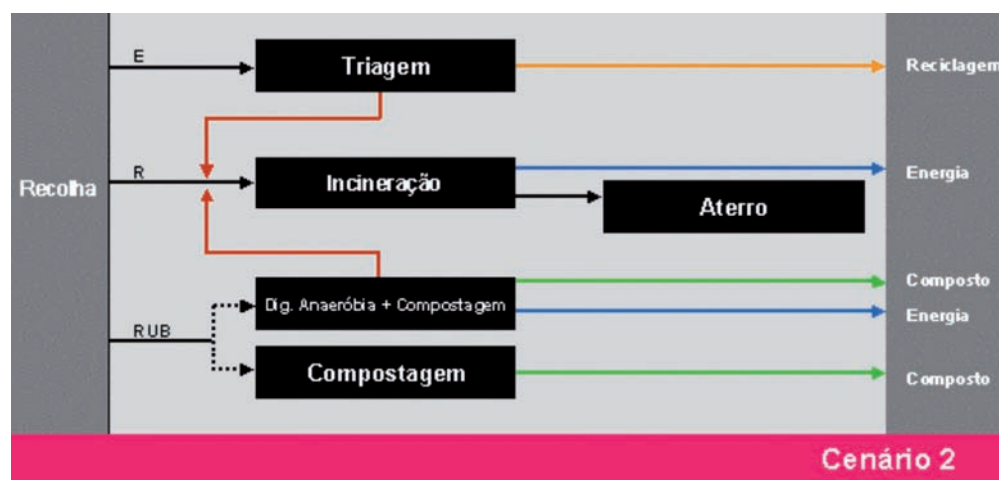 E
Triagem
Reciclagem
Recolha
R
Incineração
Energia
Aterro
Composto
Dig. Anaeróbia + Compostagem
Energia
RUB
Compostagem
Composto
Cenário 2